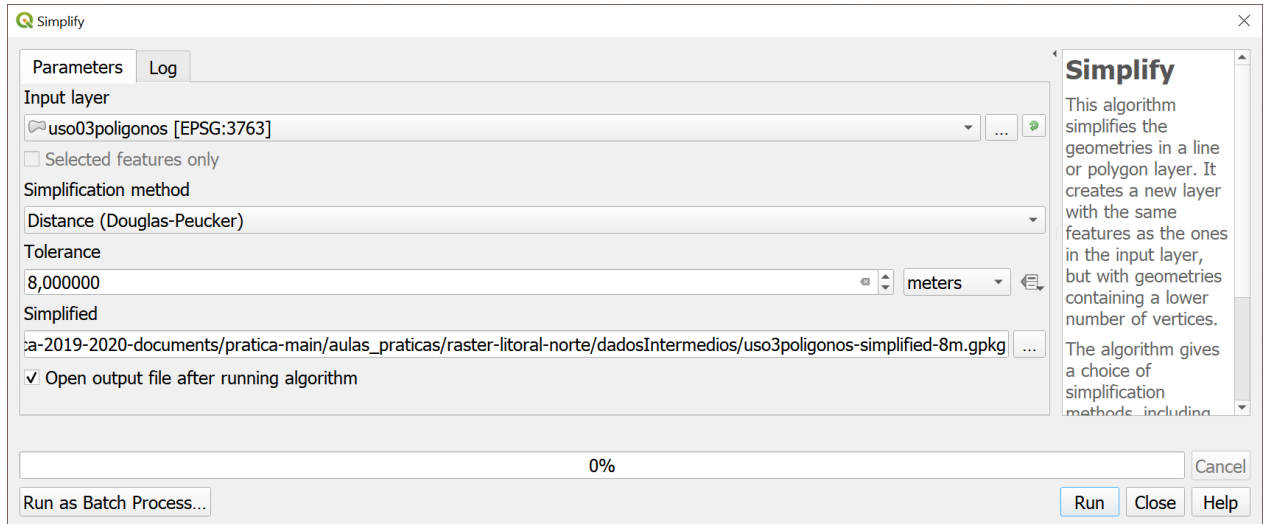 Simplify
Parameters
Log
Input layer
uso03poligonos [EPSG:3763]
...
Selected features only
Simplification method
Distance (Douglas-Peucker)
Tolerance
8,000000
meters
Simplified
ca-2019-2020-documents/pratica-main/aulas_praticas/raster-litoral-norte/dadosIntermedios/uso3poligonos-simplified-8m.gpkg
...
Open output file after running algorithm
Simplify
This algorithm
simplifies the
geometries in a line
or polygon layer. It
creates a new layer
with the same
features as the ones
in the input layer,
but with geometries
containing a lower
number of vertices.
The algorithm gives
a choice of
simplification
methods, including
0%
Cancel
Run as Batch Process...
Run
Close
Help